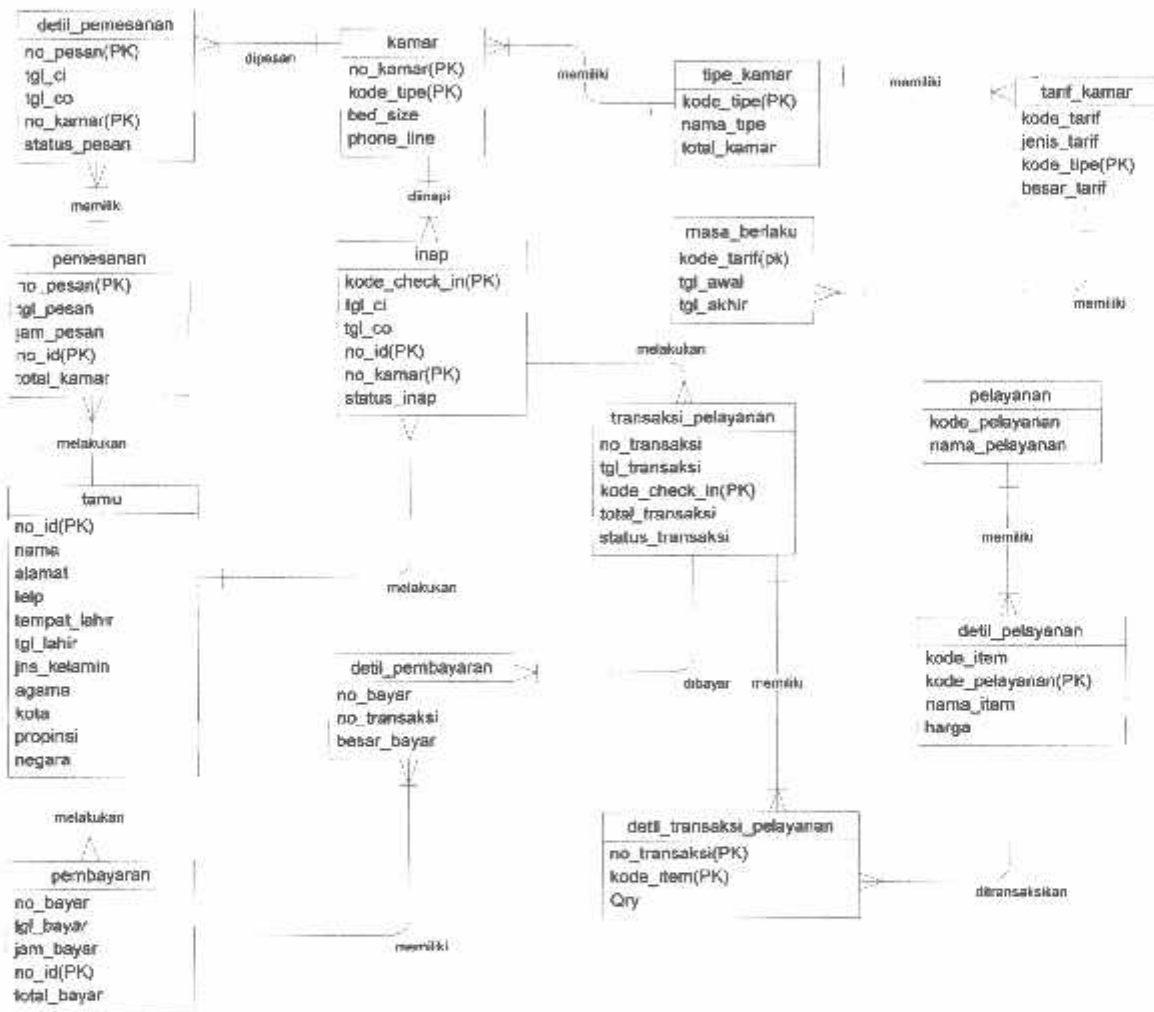 detil_pemesanan
no_pesan(PK)
tgl_ci
tgl_co
no_kamar(PK)
status_pesan
dipesan
kamar
no_kamar(PK)
kode_tipe(PK)
bed_size
phone_line
memiliki
tipe_kamar
kode_tipe(PK)
nama_tipe
total_kamar
memiliki
tarif_kamar
kode_tarif
jenis_tarif
kode_tipe(PK)
besar_tarif
memilik
diinapi
pemesanan
no_pesan(PK)
tgl_pesan
jam_pesan
no_id(PK)
total_kamar
inap
kode_check_in(PK)
tgl_ci
tgl_co
no_id(PK)
no_kamar(PK)
status_inap
masa_berlaku
kode_tarif(pk)
tgl_awal
tgl_akhir
memiliki
melakukan
melakukan
transaksi_pelayanan
no_transaksi
tgl_transaksi
kode_check_in(PK)
total_transaksi
status_transaksi
pelayanan
kode_pelayanan
nama_pelayanan
memiliki
tamu
no_id(PK)
nama
alamat
telp
tempat_lahir
tgl_lahir
jns_kelamin
agama
kota
propinsi
negara
melakukan
detil_pembayaran
no_bayar
no_transaksi
besar_bayar
dibayar
memiliki
detil_pelayanan
kode_item
kode_pelayanan(PK)
nama_item
harga
melakukan
pembayaran
no_bayar
tgl_bayar
jam_bayar
no_id(PK)
total_bayar
memiliki
detil_transaksi_pelayanan
no_transaksi(PK)
kode_item(PK)
Qry
ditransaksikan